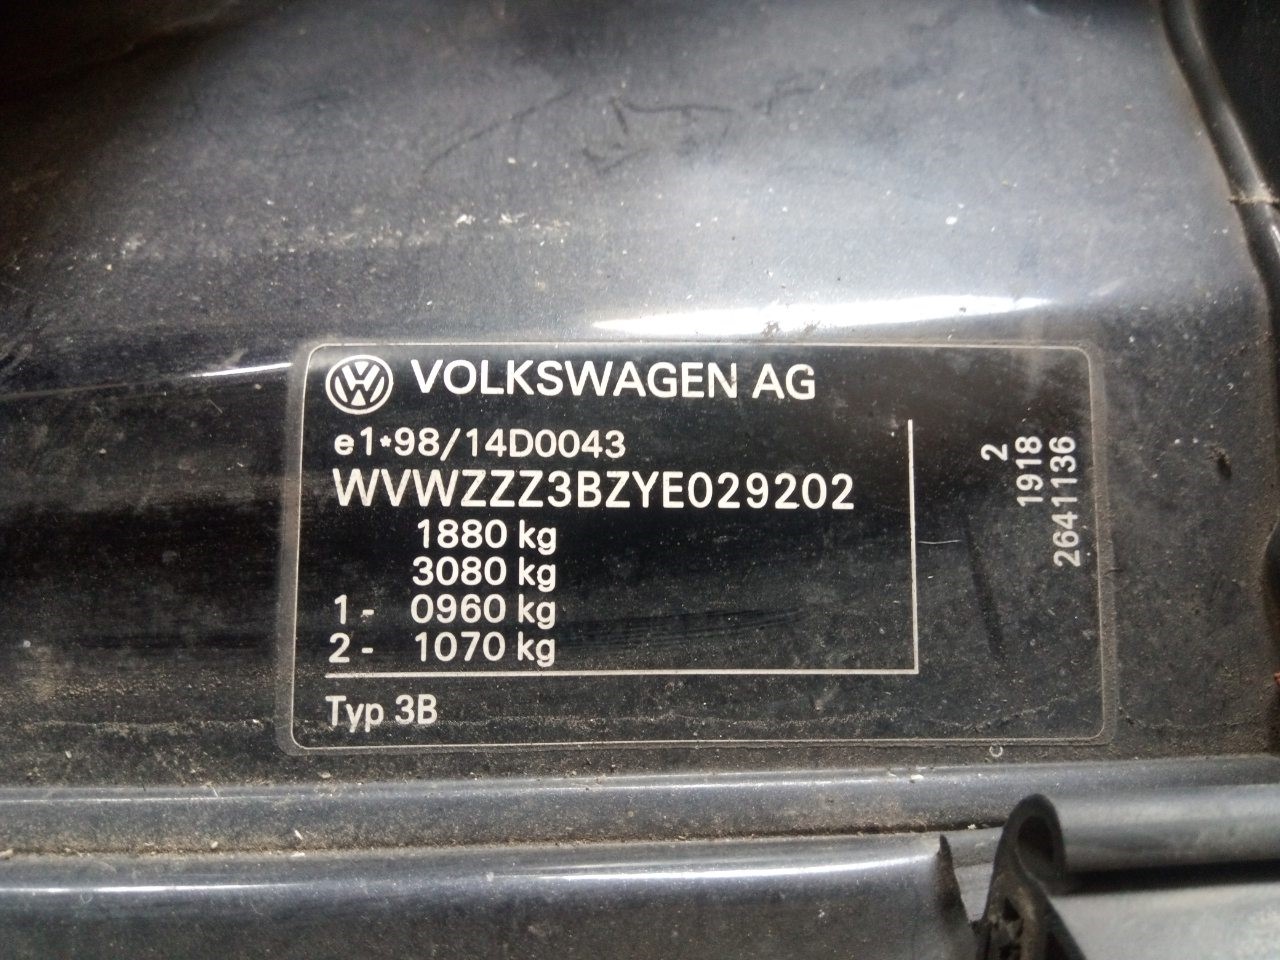 VOLKSWAGEN AG
e1*98/14D0043
WVWZZZ3BZYE029202
1880 kg
3080 kg
1- 0960 kg
2- 1070 kg
Typ 3B
2
1918
2641136